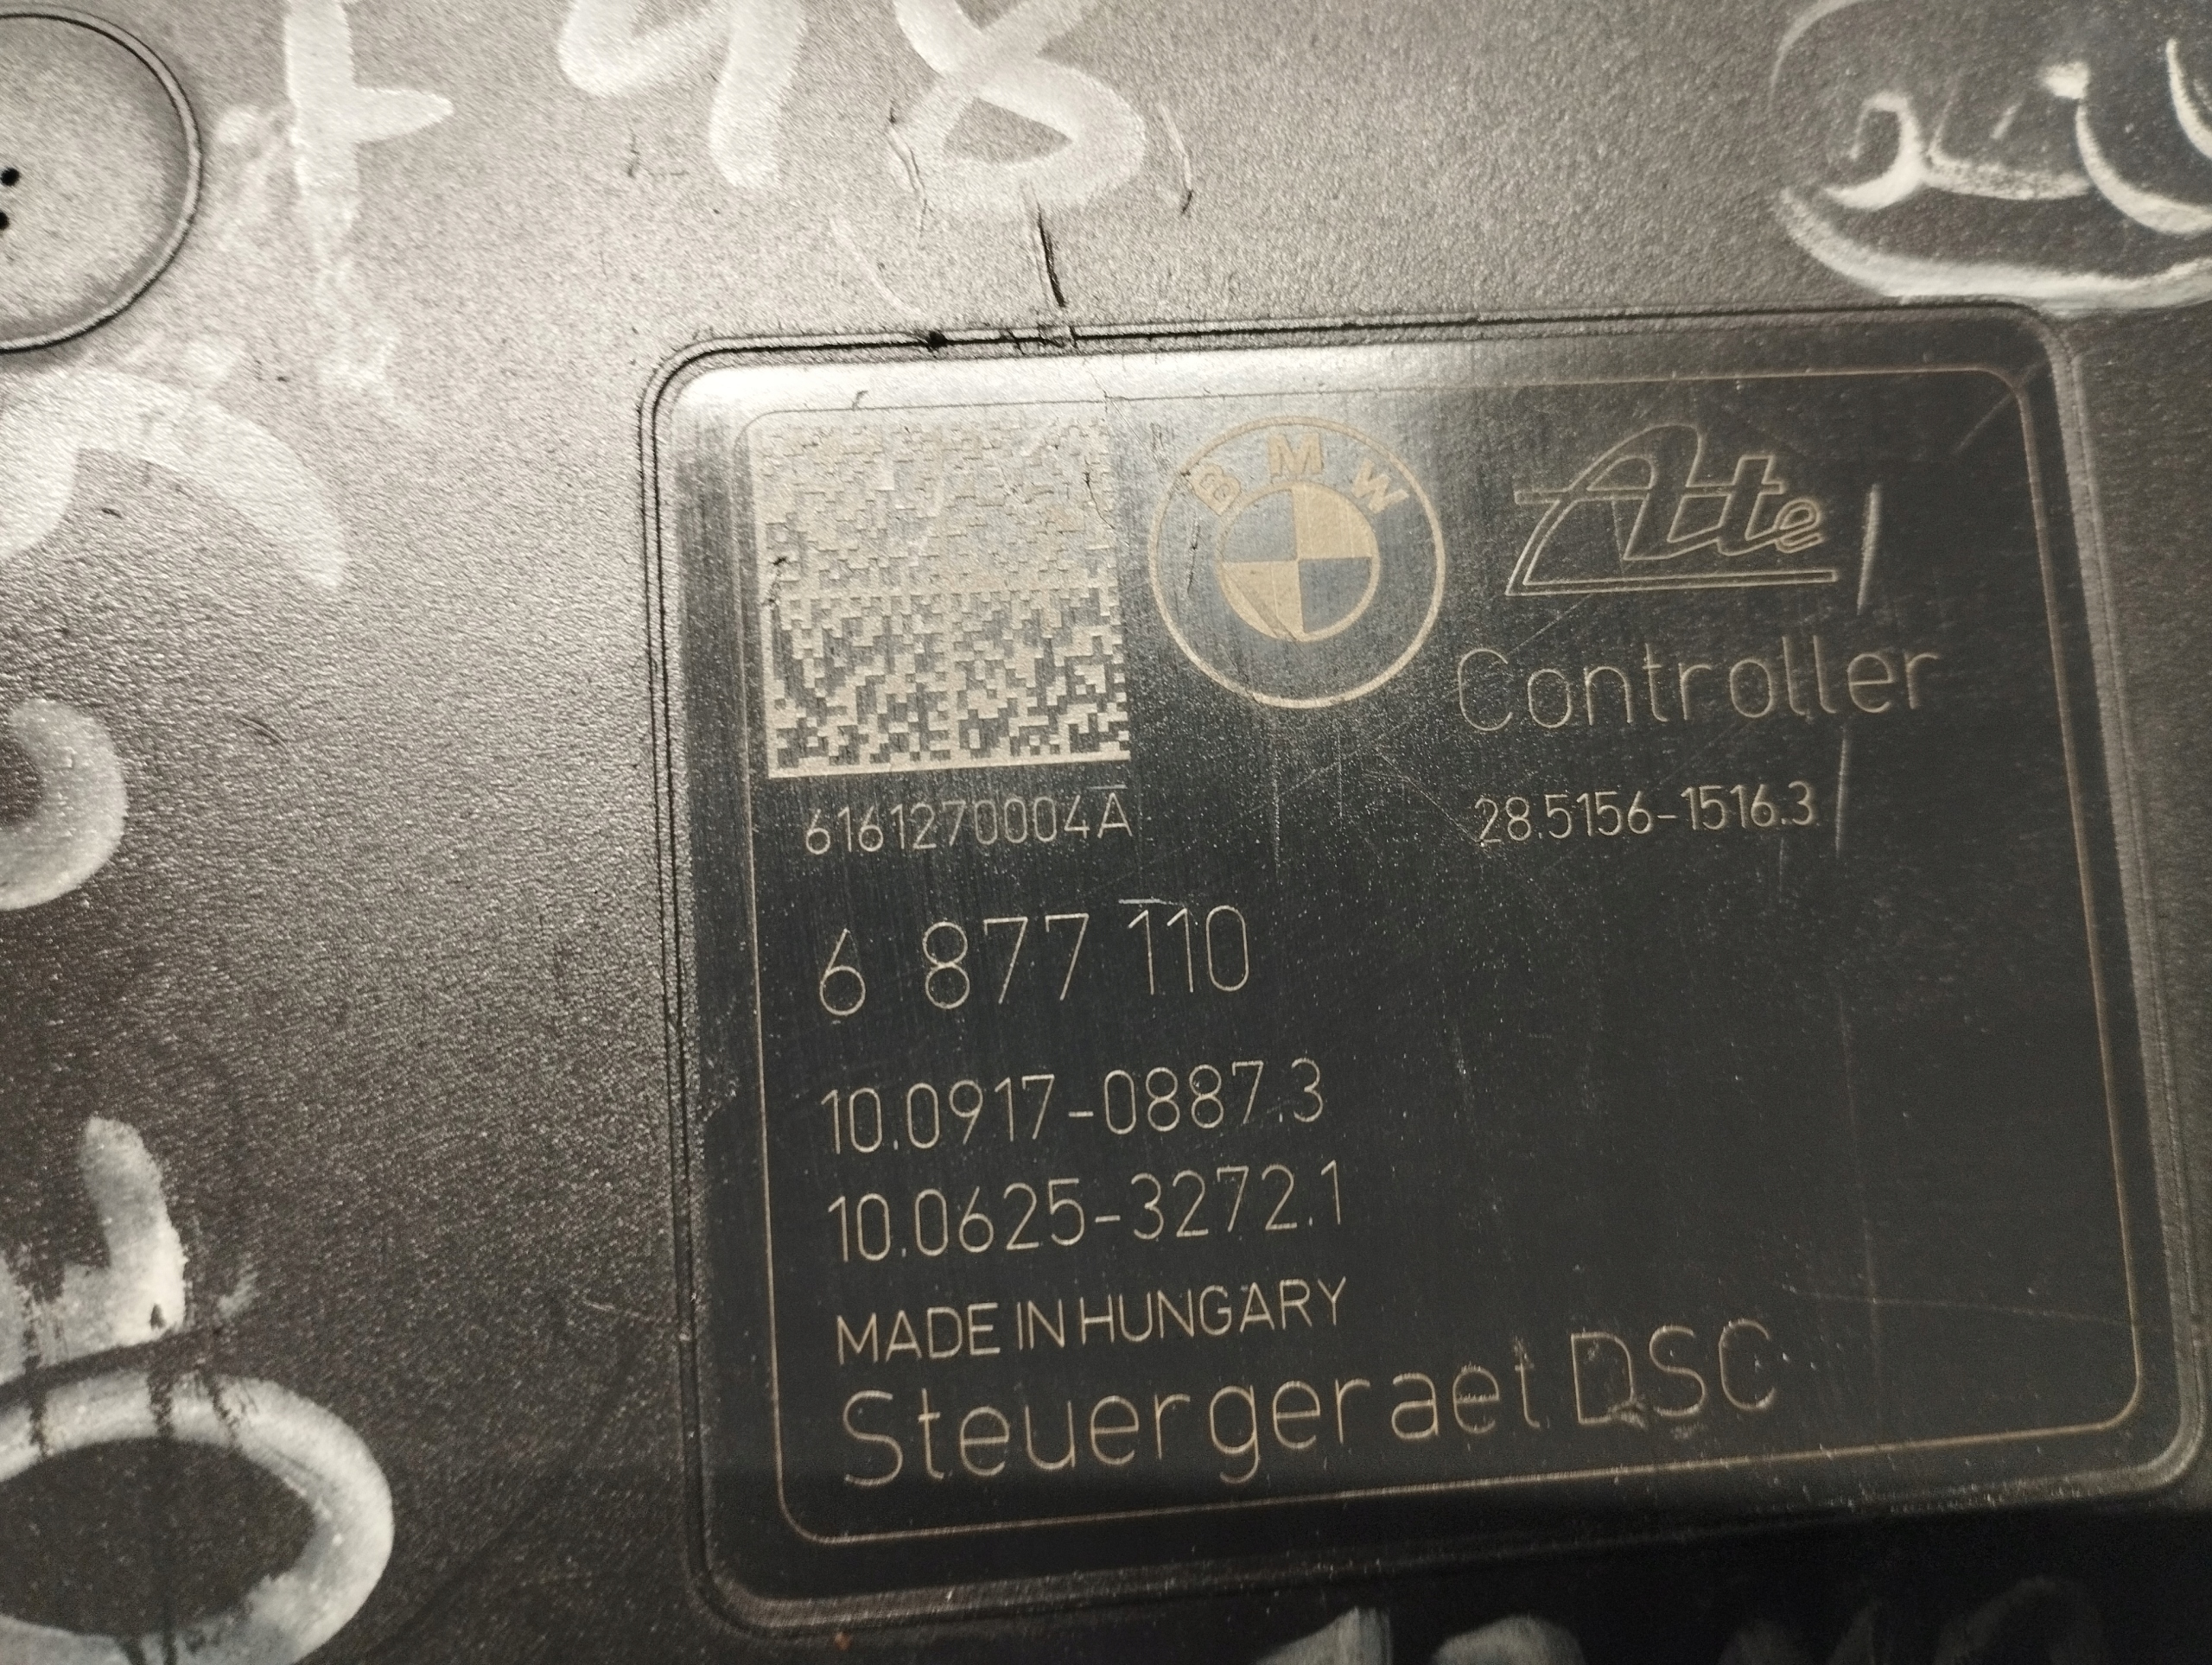 BMW
Ate
Controller
6161270004A
28.5156-1516.3
6 877 110
10.0917-0887.3
10.0625-3272.1
MADE IN HUNGARY
Steuergeraet DSC